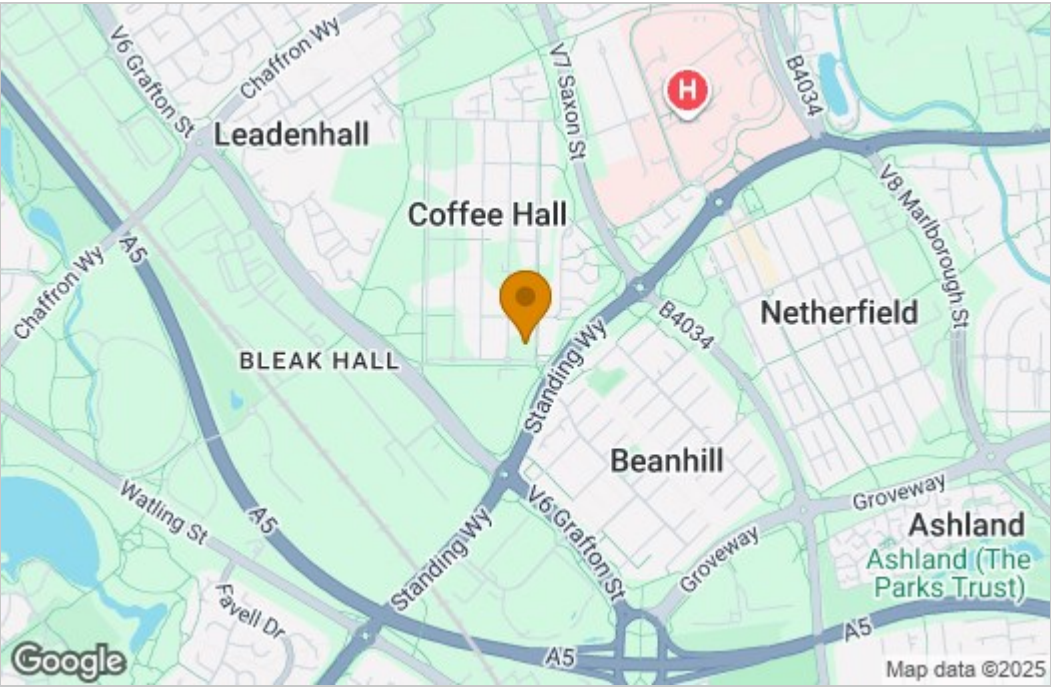 V6 Grafton St
Chaffron Wy
V7 Saxon St
H
B4034
Leadenhall
Coffee Hall
V8 Marlborough St
Chaffron Wy
A5
BLEAK HALL
Standing Wy
B4034
Netherfield
Beanhill
Watling St
A5
V6 Grafton St
Groveway
Ashland
Ashland (The
Parks Trust)
Standing Wy
Groveway
Favell Dr
A5
A5
Google
Map data ©2025